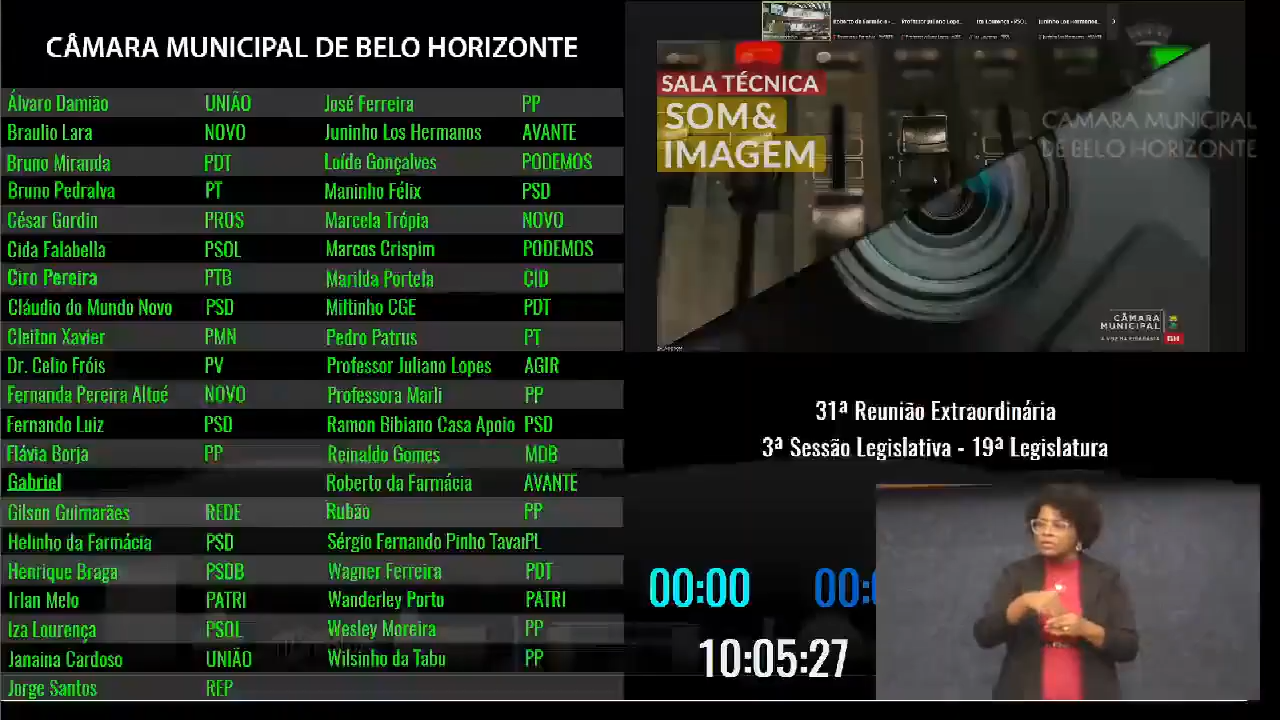 CÂMARA MUNICIPAL DE BELO HORIZONTE
Álvaro Damião UNIÃO José Ferreira PP
Braulio Lara NOVO Juninho Los Hermanos AVANTE
Bruno Miranda PDT Loíde Gonçalves PODEMOS
Bruno Pedralva PT Maninho Félix PSD
César Gordin PROS Marcela Trópia NOVO
Cida Falabella PSOL Marcos Crispim PODEMOS
Ciro Pereira PTB Marilda Portela CID
Cláudio do Mundo Novo PSD Miltinho CGE PDT
Cleiton Xavier PMN Pedro Patrus PT
Dr. Celio Fróis PV Professor Juliano Lopes AGIR
Fernanda Pereira Altoé NOVO Professora Marli PP
Fernando Luiz PSD Ramon Bibiano Casa Apoio PSD
Flávia Borja PP Reinaldo Gomes MDB
Gabriel Roberto da Farmácia AVANTE
Gilson Guimarães REDE Rubão PP
Helinho da Farmácia PSD Sérgio Fernando Pinho Tavar PL
Henrique Braga PSDB Wagner Ferreira PDT
Irlan Melo PATRI Wanderley Porto PATRI
Iza Lourença PSOL Wesley Moreira PP
Janaina Cardoso UNIÃO Wilsinho da Tabu PP
Jorge Santos REP
SALA TÉCNICA
SOM&
IMAGEM
CÂMARA MUNICIPAL
DE BELO HORIZONTE
CÂMARA
MUNICIPAL
BH
31ª Reunião Extraordinária
3ª Sessão Legislativa - 19ª Legislatura
00:00
10:05:27